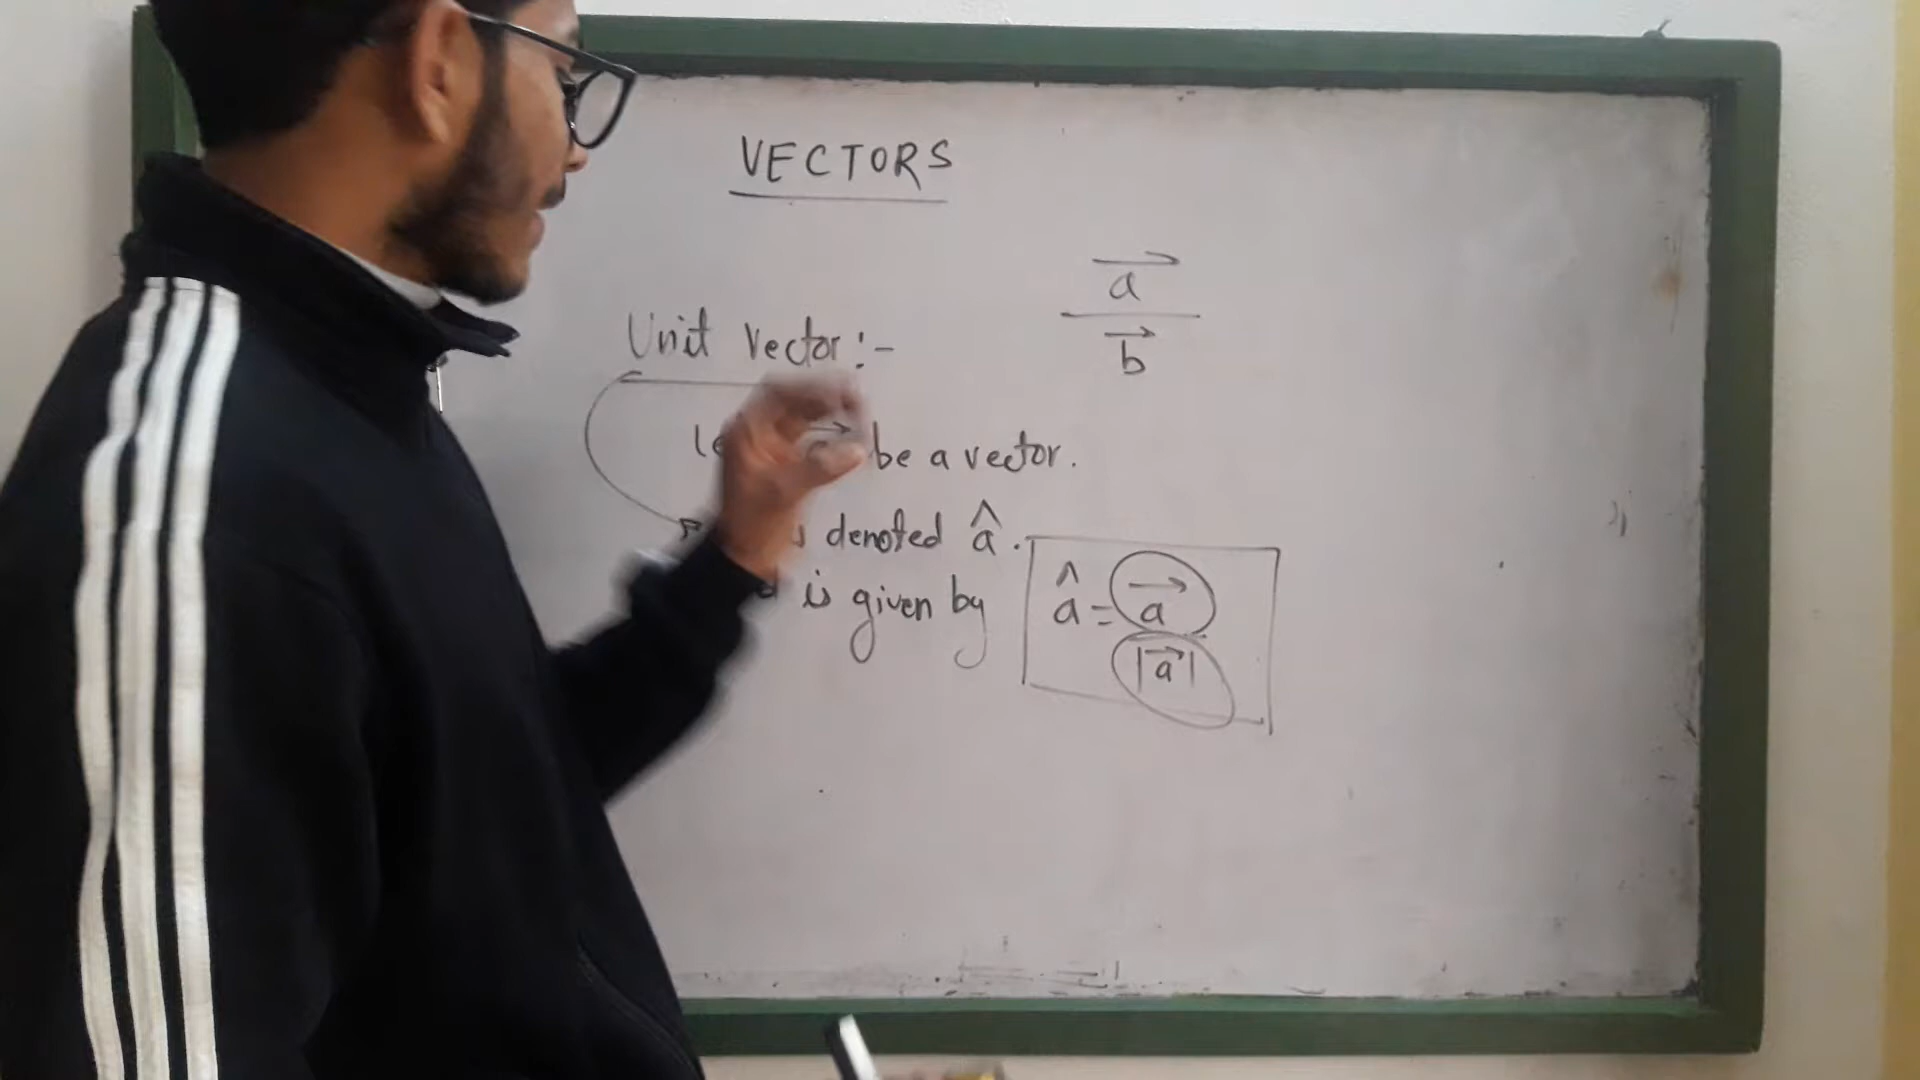 VECTORS
a
b
Unit Vector :-
be a vector.
denoted â.
is given by
â = a
|a|